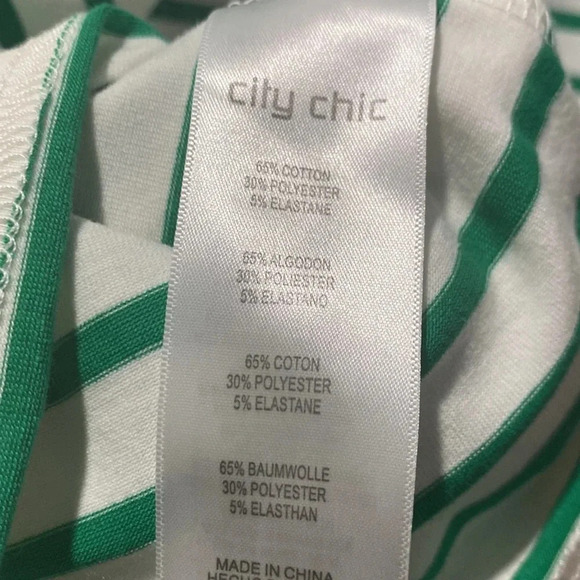 city chic
65% COTTON
30% POLYESTER
5% ELASTANE
65% ALGODON
30% POLIESTER
5% ELASTANO
65% COTON
30% POLYESTER
5% ELASTANE
65% BAUMWOLLE
30% POLYESTER
5% ELASTHAN
MADE IN CHINA